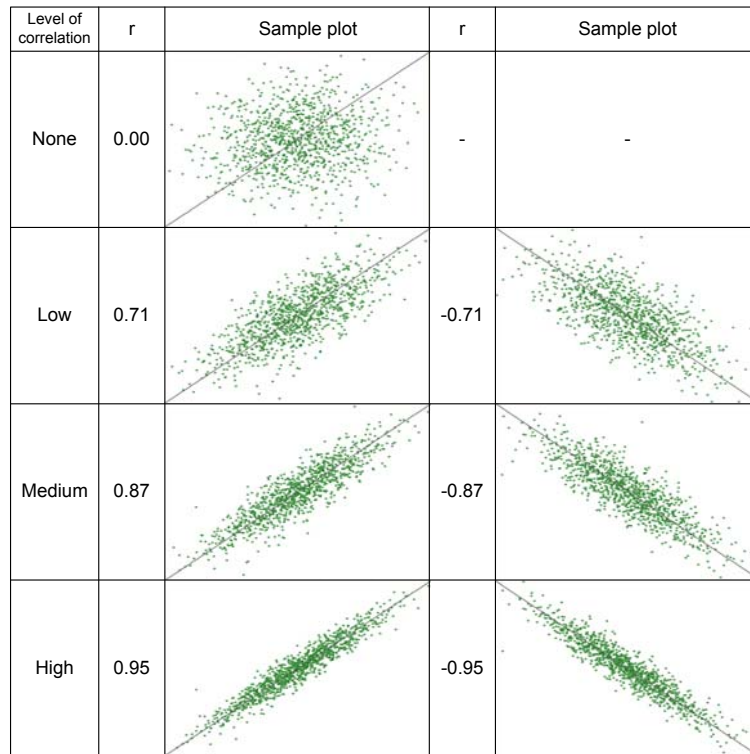 Level of
correlation
r
Sample plot
r
Sample plot
None
0.00
-
-
Low
0.71
-0.71
Medium
0.87
-0.87
High
0.95
-0.95